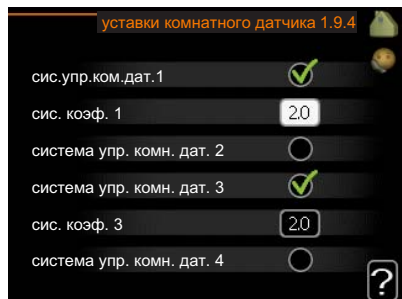 уставки комнатного датчика 1.9.4
сис.упр.ком.дат.1
сис. коэф. 1 2.0
система упр. комн. дат. 2
система упр. комн. дат. 3
сис. коэф. 3 2.0
система упр. комн. дат. 4
?